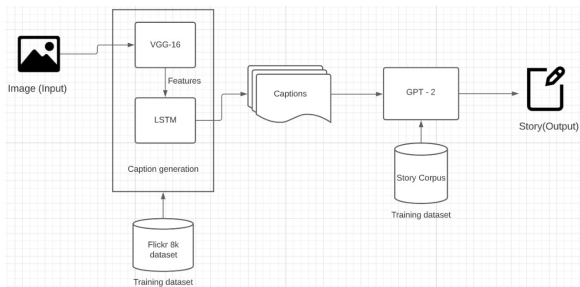 VGG-16
Image (Input)
Features
LSTM
Captions
GPT - 2
Story(Output)
Caption generation
Story Corpus
Training dataset
Flickr 8k
dataset
Training dataset